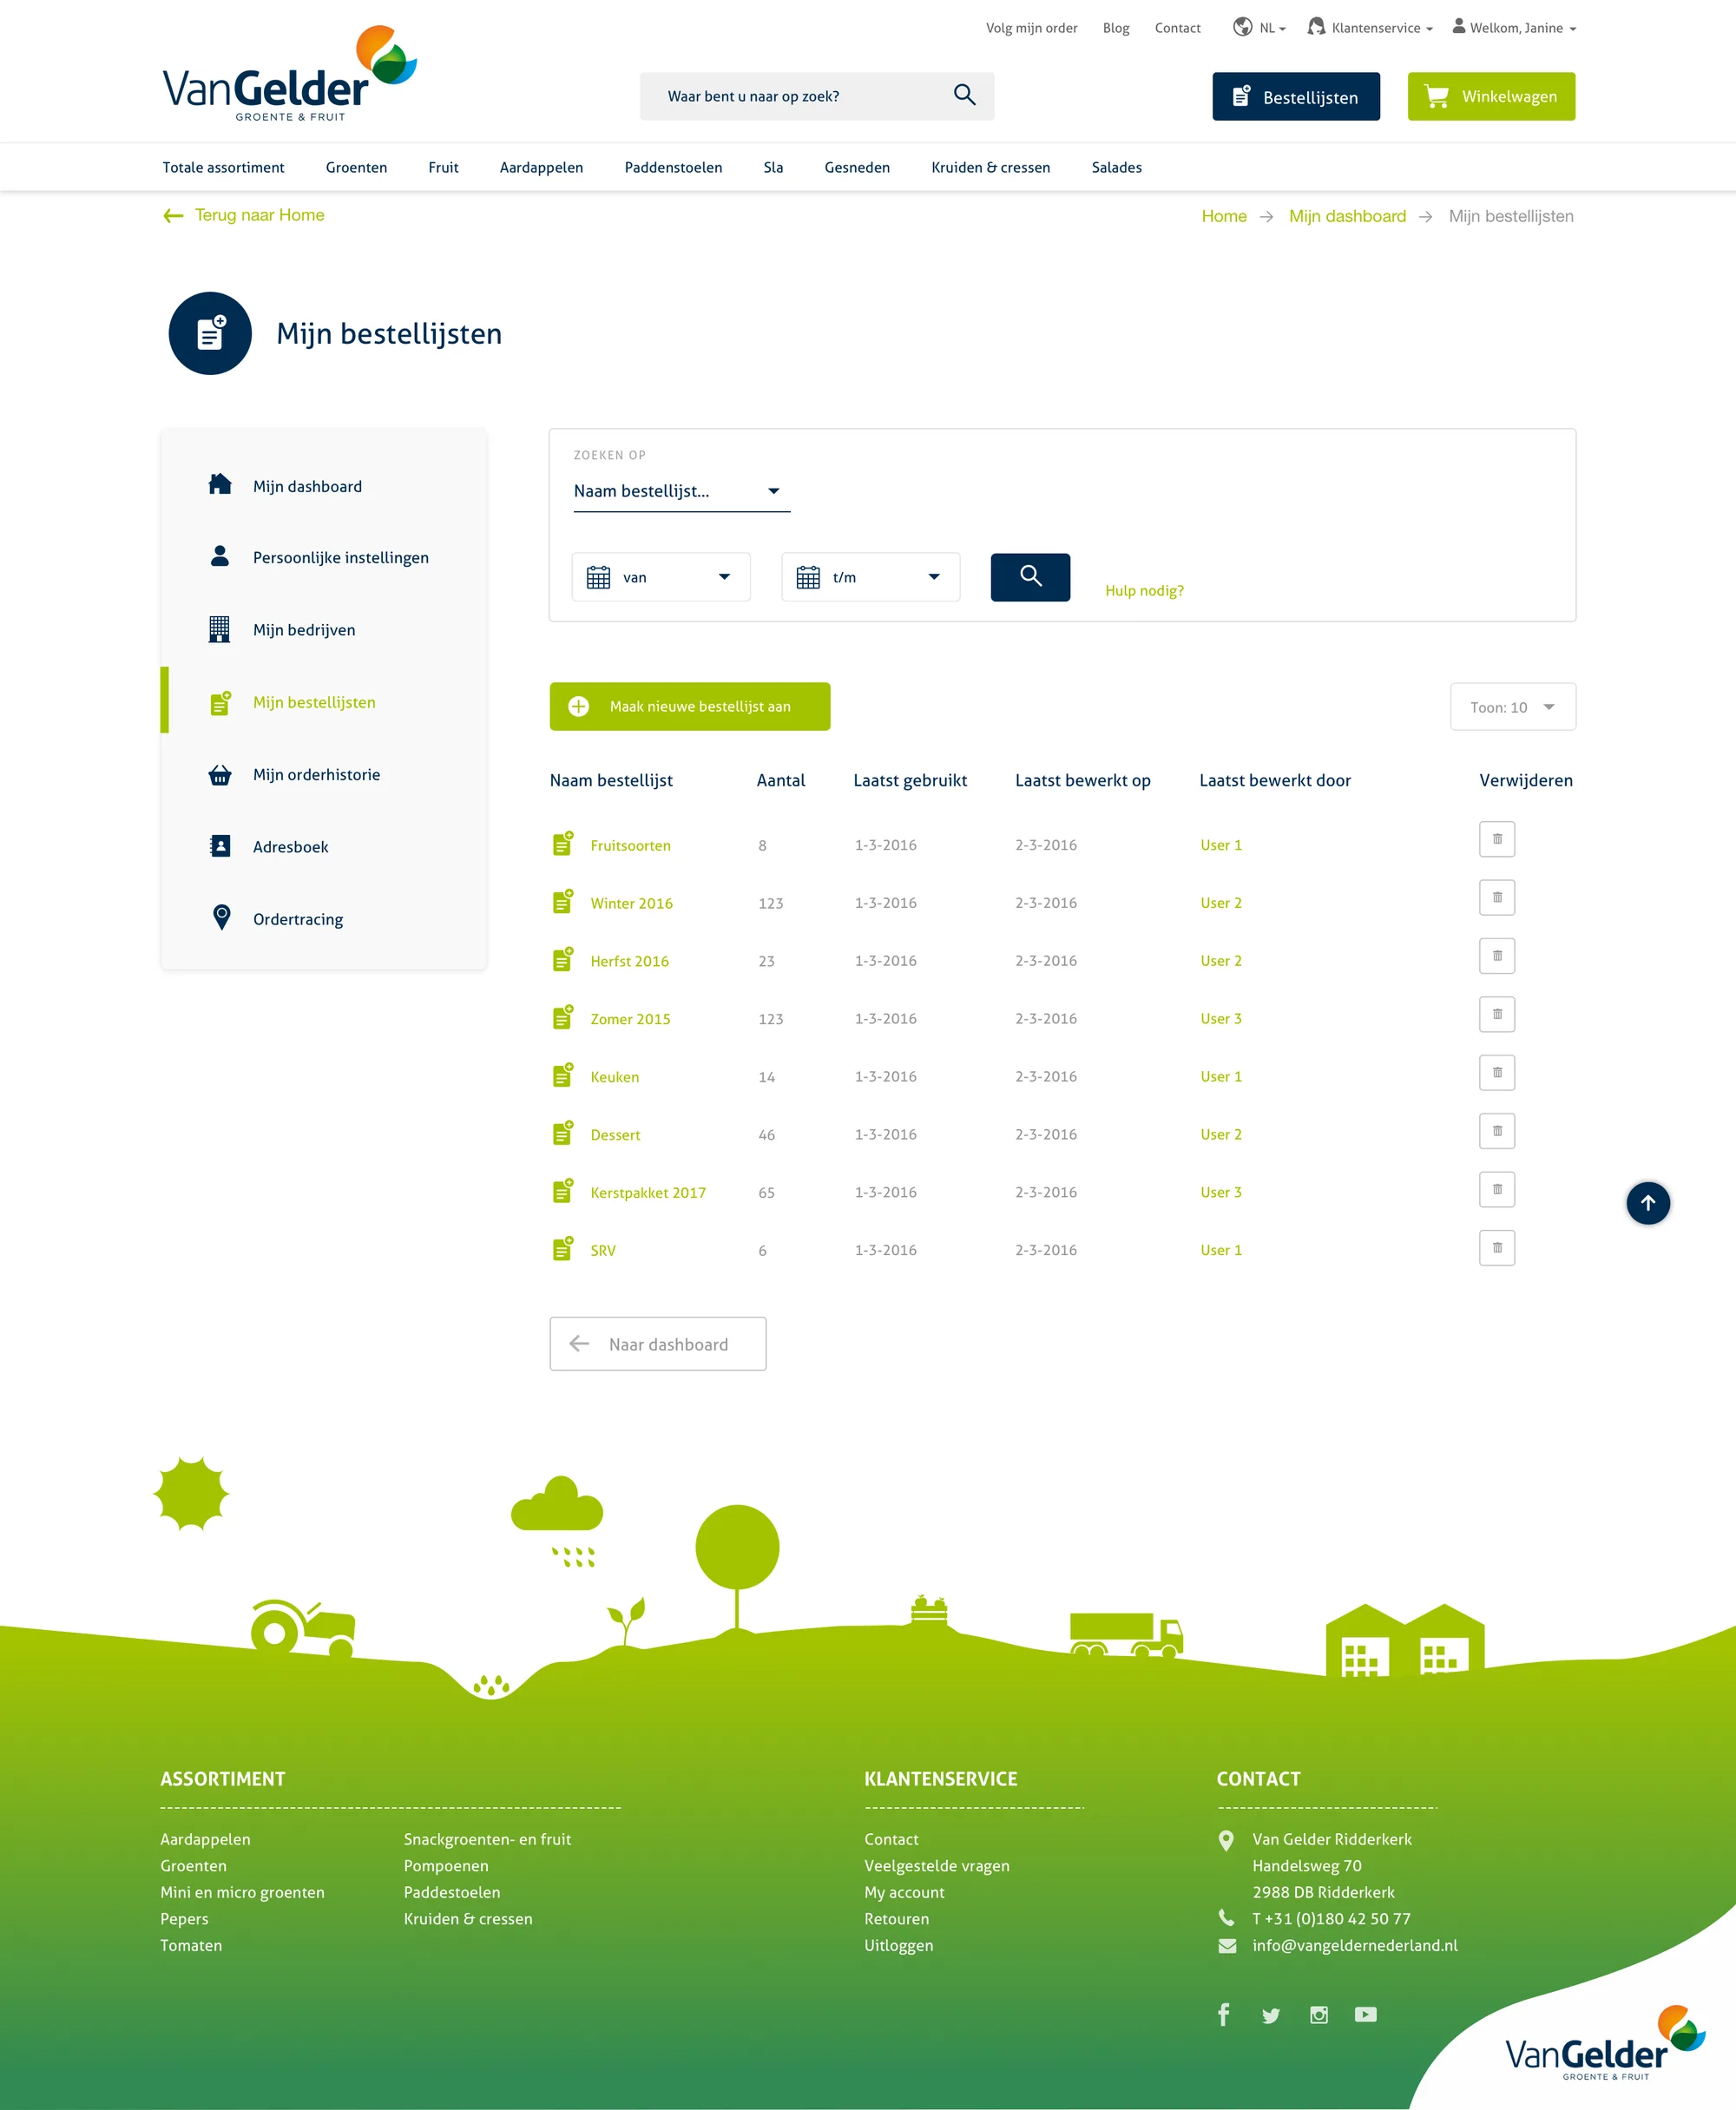 Volg mijn order Blog Contact NL Klantenservice Welkom, Janine
VanGelder
GROENTE & FRUIT
Waar bent u naar op zoek?
Bestellijsten
Winkelwagen
Totale assortiment Groenten Fruit Aardappelen Paddenstoelen Sla Gesneden Kruiden & cressen Salades
Terug naar Home
Home → Mijn dashboard → Mijn bestellijsten
Mijn bestellijsten
Mijn dashboard
Persoonlijke instellingen
Mijn bedrijven
Mijn bestellijsten
Mijn orderhistorie
Adresboek
Ordertracing
ZOEKEN OP
Naam bestellijst...
van
t/m
Hulp nodig?
Maak nieuwe bestellijst aan
Toon: 10
Naam bestellijst Aantal Laatst gebruikt Laatst bewerkt op Laatst bewerkt door Verwijderen
Fruitsoorten 8 1-3-2016 2-3-2016 User 1
Winter 2016 123 1-3-2016 2-3-2016 User 2
Herfst 2016 23 1-3-2016 2-3-2016 User 2
Zomer 2015 123 1-3-2016 2-3-2016 User 3
Keuken 14 1-3-2016 2-3-2016 User 1
Dessert 46 1-3-2016 2-3-2016 User 2
Kerstpakket 2017 65 1-3-2016 2-3-2016 User 3
SRV 6 1-3-2016 2-3-2016 User 1
Naar dashboard
ASSORTIMENT
Aardappelen
Groenten
Mini en micro groenten
Pepers
Tomaten
Snackgroenten- en fruit
Pompoenen
Paddestoelen
Kruiden & cressen
KLANTENSERVICE
Contact
Veelgestelde vragen
My account
Retouren
Uitloggen
CONTACT
Van Gelder Ridderkerk
Handelsweg 70
2988 DB Ridderkerk
T +31 (0)180 42 50 77
info@vangeldernederland.nl
VanGelder
GROENTE & FRUIT